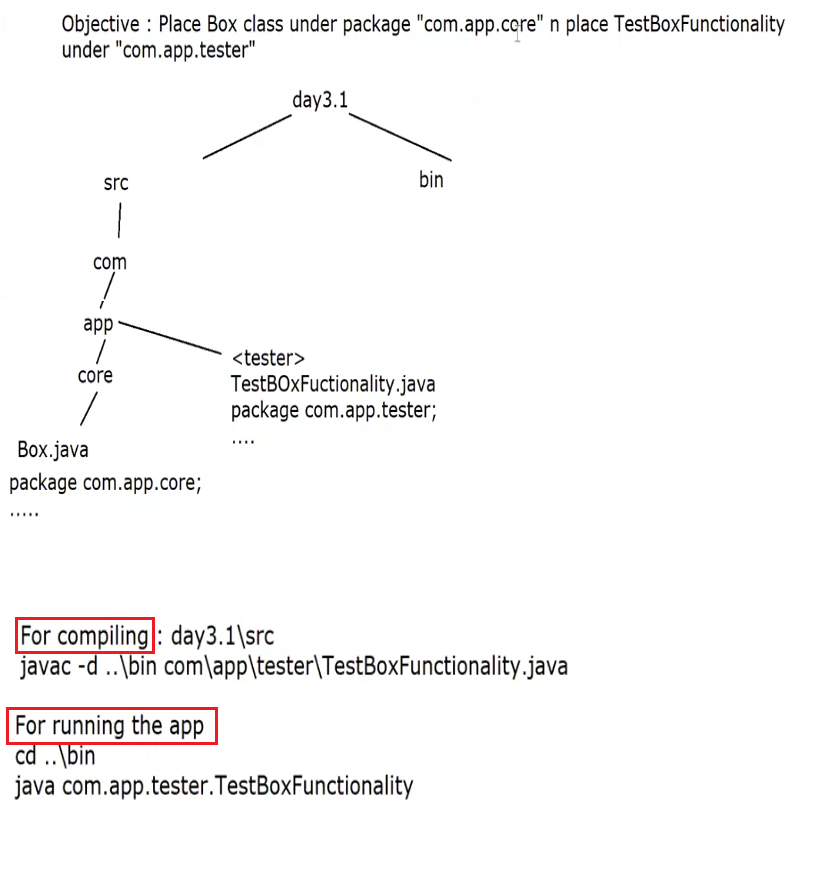 Objective : Place Box class under package "com.app.core" n place TestBoxFunctionality
under "com.app.tester"
day3.1
src
bin
com
app
<tester>
TestBOxFuctionality.java
package com.app.tester;
....
core
Box.java
package com.app.core;
.....
For compiling : day3.1\src
javac -d ..\bin com\app\tester\TestBoxFunctionality.java
For running the app
cd ..\bin
java com.app.tester.TestBoxFunctionality